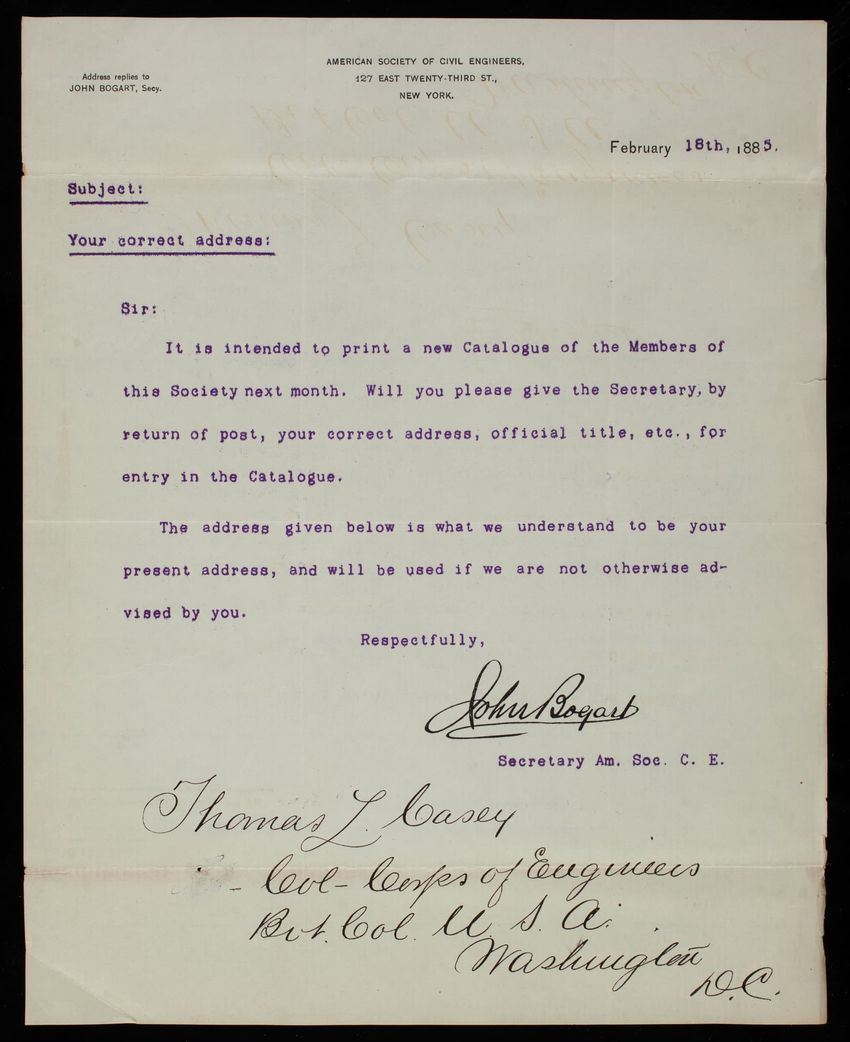 AMERICAN SOCIETY OF CIVIL ENGINEERS,
127 EAST TWENTY-THIRD ST.,
NEW YORK.
Address replies to
JOHN BOGART, Secy.
February 18th, 1885.
Subject:
Your correct address:
Sir:
It is intended to print a new Catalogue of the Members of
this Society next month. Will you please give the Secretary, by
return of post, your correct address, official title, etc., for
entry in the Catalogue.
The address given below is what we understand to be your
present address, and will be used if we are not otherwise ad-
vised by you.
Respectfully,
John Bogart
Secretary Am. Soc. C. E.
Thomas L. Casey
- Col - Corps of Engineers
Bvt. Col. U. S. A.
Washington
D.C.